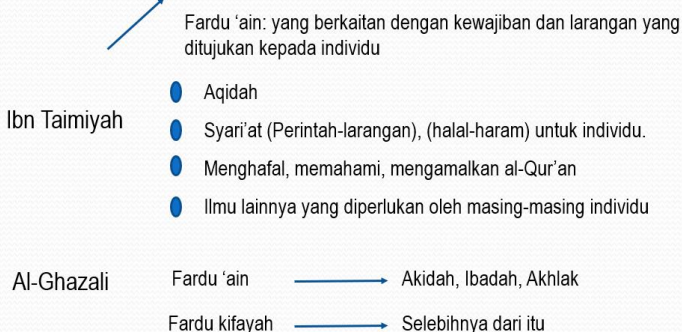 Fardu ‘ain: yang berkaitan dengan kewajiban dan larangan yang
ditujukan kepada individu
Aqidah
Ibn Taimiyah
Syari’at (Perintah-larangan), (halal-haram) untuk individu.
Menghafal, memahami, mengamalkan al-Qur’an
Ilmu lainnya yang diperlukan oleh masing-masing individu
Al-Ghazali Fardu ‘ain Akidah, Ibadah, Akhlak
Fardu kifayah Selebihnya dari itu